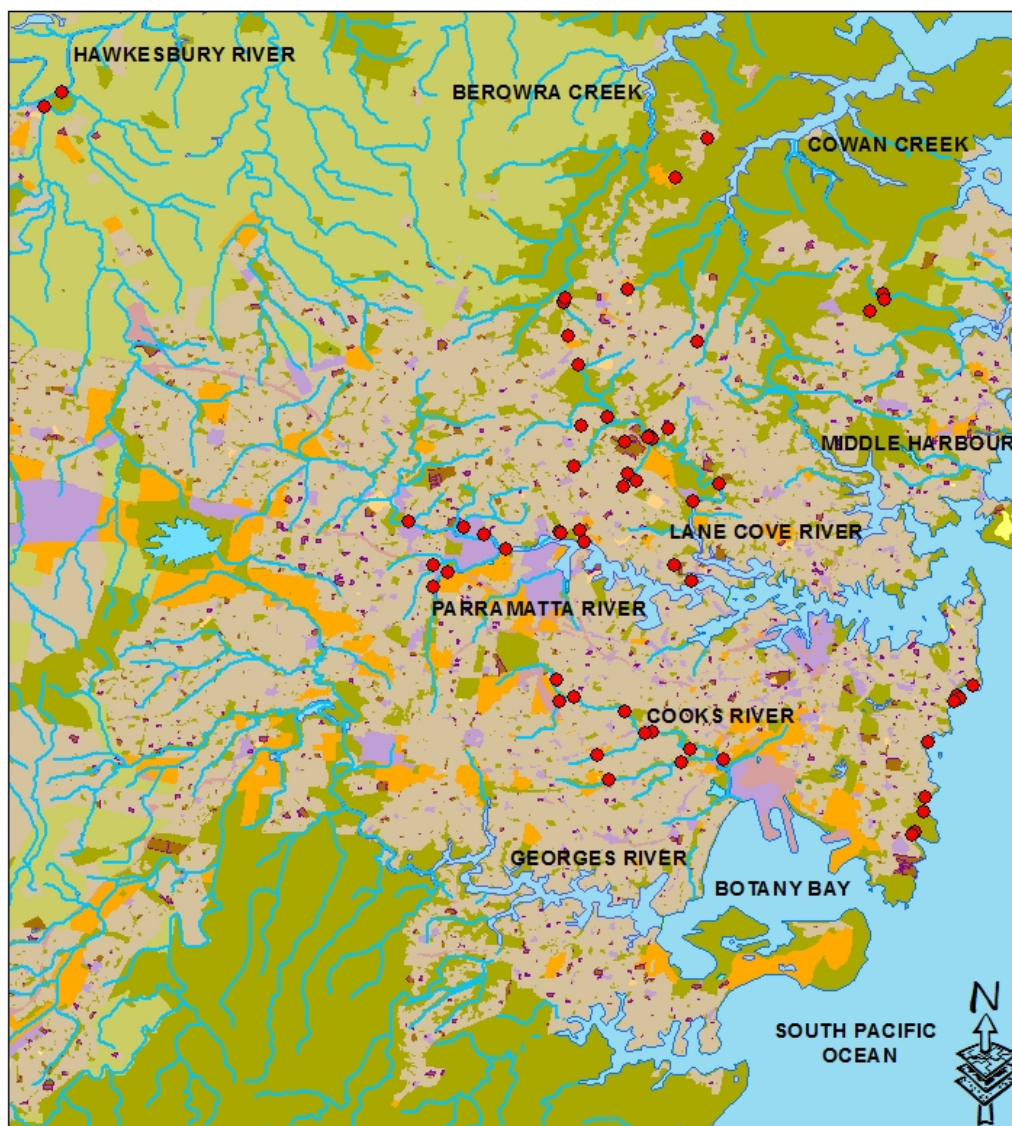 HAWKESBURY RIVER
BEROWRA CREEK
COWAN CREEK
MIDDLE HARBOUR
LANE COVE RIVER
PARRAMATTA RIVER
COOKS RIVER
GEORGES RIVER
BOTANY BAY
SOUTH PACIFIC
OCEAN
N